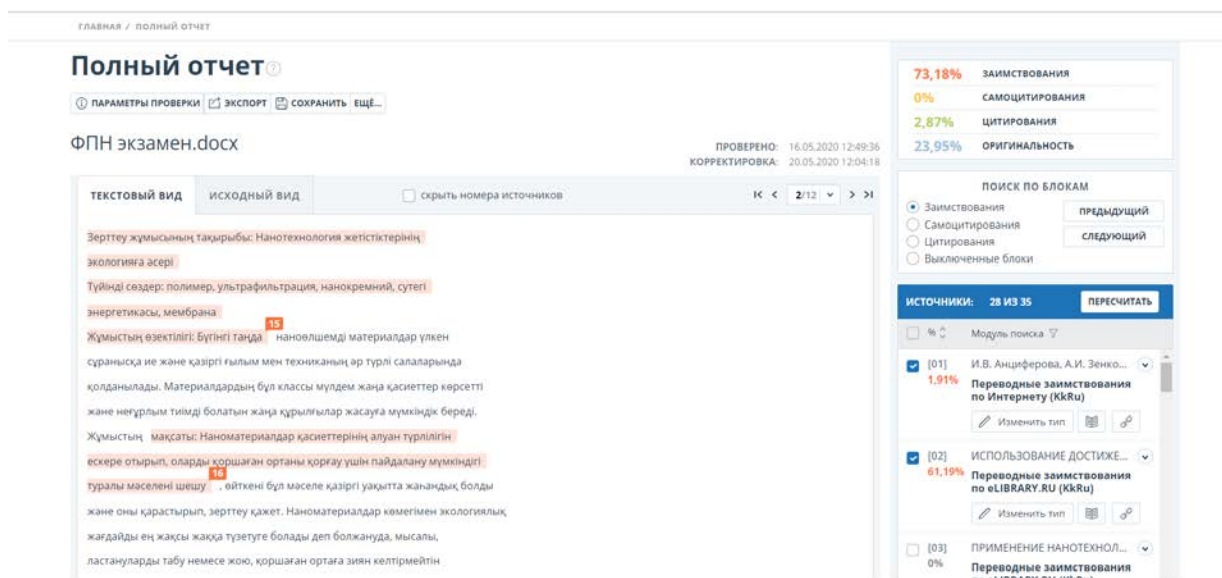 ГЛАВНАЯ / ПОЛНЫЙ ОТЧЕТ
Полный отчет
ПАРАМЕТРЫ ПРОВЕРКИ ЭКСПОРТ СОХРАНИТЬ ЕЩЁ...
ФПН экзамен.docx
ПРОВЕРЕНО: 16.05.2020 12:49:36
КОРРЕКТИРОВКА: 20.05.2020 12:04:18
ТЕКСТОВЫЙ ВИД ИСХОДНЫЙ ВИД скрыть номера источников 2/12
Зерттеу жұмысының тақырыбы: Нанотехнология жетістіктерінің
экологияға әсері
Түйінді сөздер: полимер, ультрафильтрация, нанокремний, сутегі
энергетикасы, мембрана
15
Жұмыстың өзектілігі: Бүгінгі таңда наноөлшемді материалдар үлкен
сұранысқа ие және қазіргі ғылым мен техниканың әр түрлі салаларында
қолданылады. Материалдардың бұл классы мүлдем жаңа қасиеттер көрсетті
және неғұрлым тиімді болатын жаңа құрылғылар жасауға мүмкіндік береді.
Жұмыстың мақсаты: Наноматериалдар қасиеттерінің алуан түрлілігін
ескере отырып, оларды қоршаған ортаны қорғау үшін пайдалану мүмкіндігі
16
туралы мәселені шешу , өйткені бұл мәселе қазіргі уақытта жаһандық болды
және оны қарастырып, зерттеу қажет. Наноматериалдар көмегімен экологиялық
жағдайды ең жақсы жаққа түзетуге болады деп болжануда, мысалы,
ластануларды табу немесе жою, қоршаған ортаға зиян келтірмейтін
73,18% ЗАИМСТВОВАНИЯ
0% САМОЦИТИРОВАНИЯ
2,87% ЦИТИРОВАНИЯ
23,95% ОРИГИНАЛЬНОСТЬ
ПОИСК ПО БЛОКАМ
Заимствования ПРЕДЫДУЩИЙ
Самоцитирования
Цитирования СЛЕДУЮЩИЙ
Выключенные блоки
ИСТОЧНИКИ: 28 ИЗ 35 ПЕРЕСЧИТАТЬ
% Модуль поиска
[01] И.В. Анциферова, А.И. Зенко...
1,91% Переводные заимствования
по Интернету (KkRu)
Изменить тип
[02] ИСПОЛЬЗОВАНИЕ ДОСТИЖЕ...
61,19% Переводные заимствования
по eLIBRARY.RU (KkRu)
Изменить тип
[03] ПРИМЕНЕНИЕ НАНОТЕХНОЛ...
0% Переводные заимствования